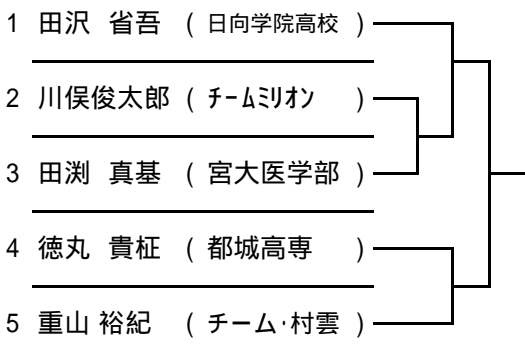 1 田沢 省吾 ( 日向学院高校 )
2 川俣俊太郎 ( ﾁｰﾑﾐﾘｵﾝ )
3 田渕 真基 ( 宮大医学部 )
4 徳丸 貴柾 ( 都城高専 )
5 重山 裕紀 ( チーム･村雲 )